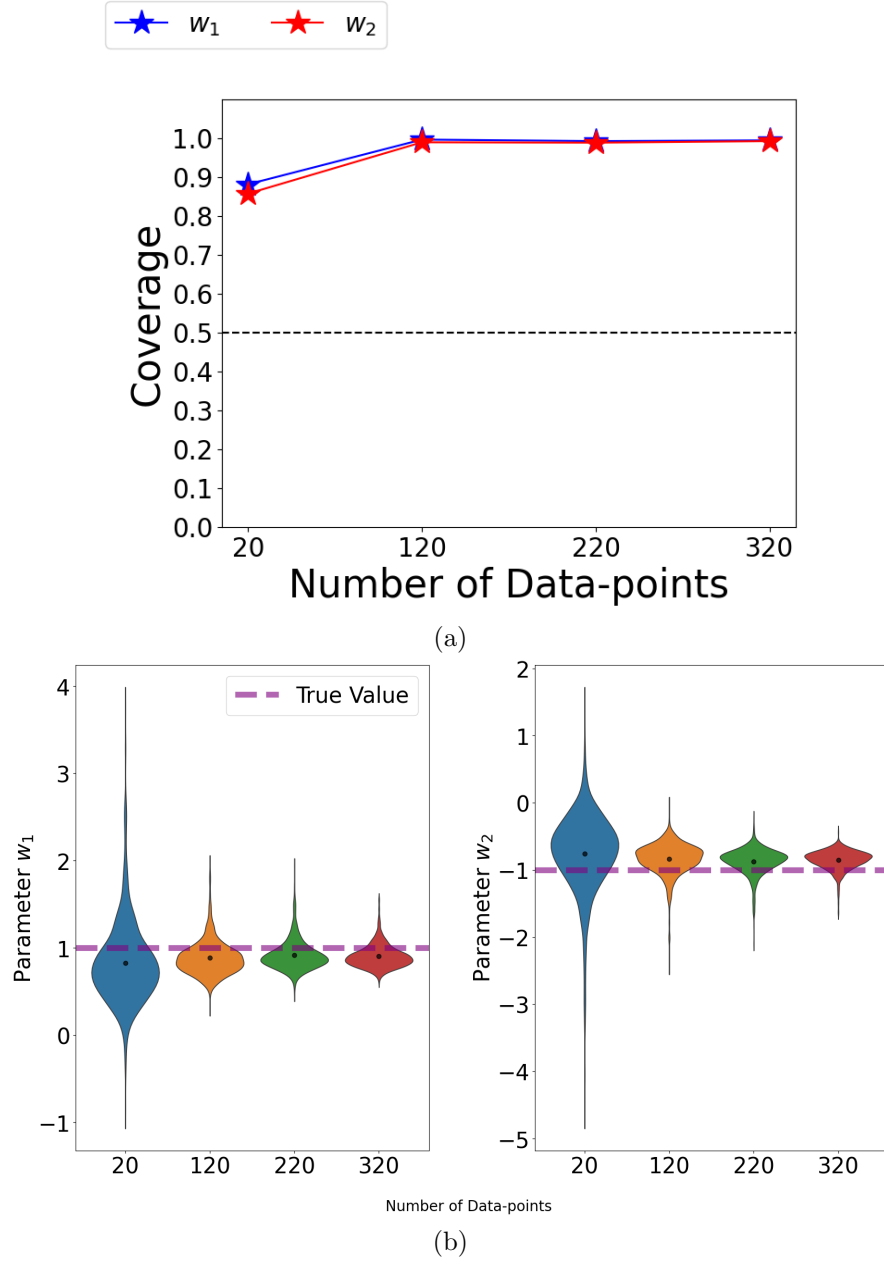 w₁ w₂
1.0
0.9
0.8
0.7
0.6
0.5
0.4
0.3
0.2
0.1
0.0
Coverage
20 120 220 320
Number of Data-points
(a)
4
3
2
1
0
−1
Parameter w₁
True Value
20 120 220 320
2
1
0
−1
−2
−3
−4
−5
Parameter w₂
20 120 220 320
Number of Data-points
(b)